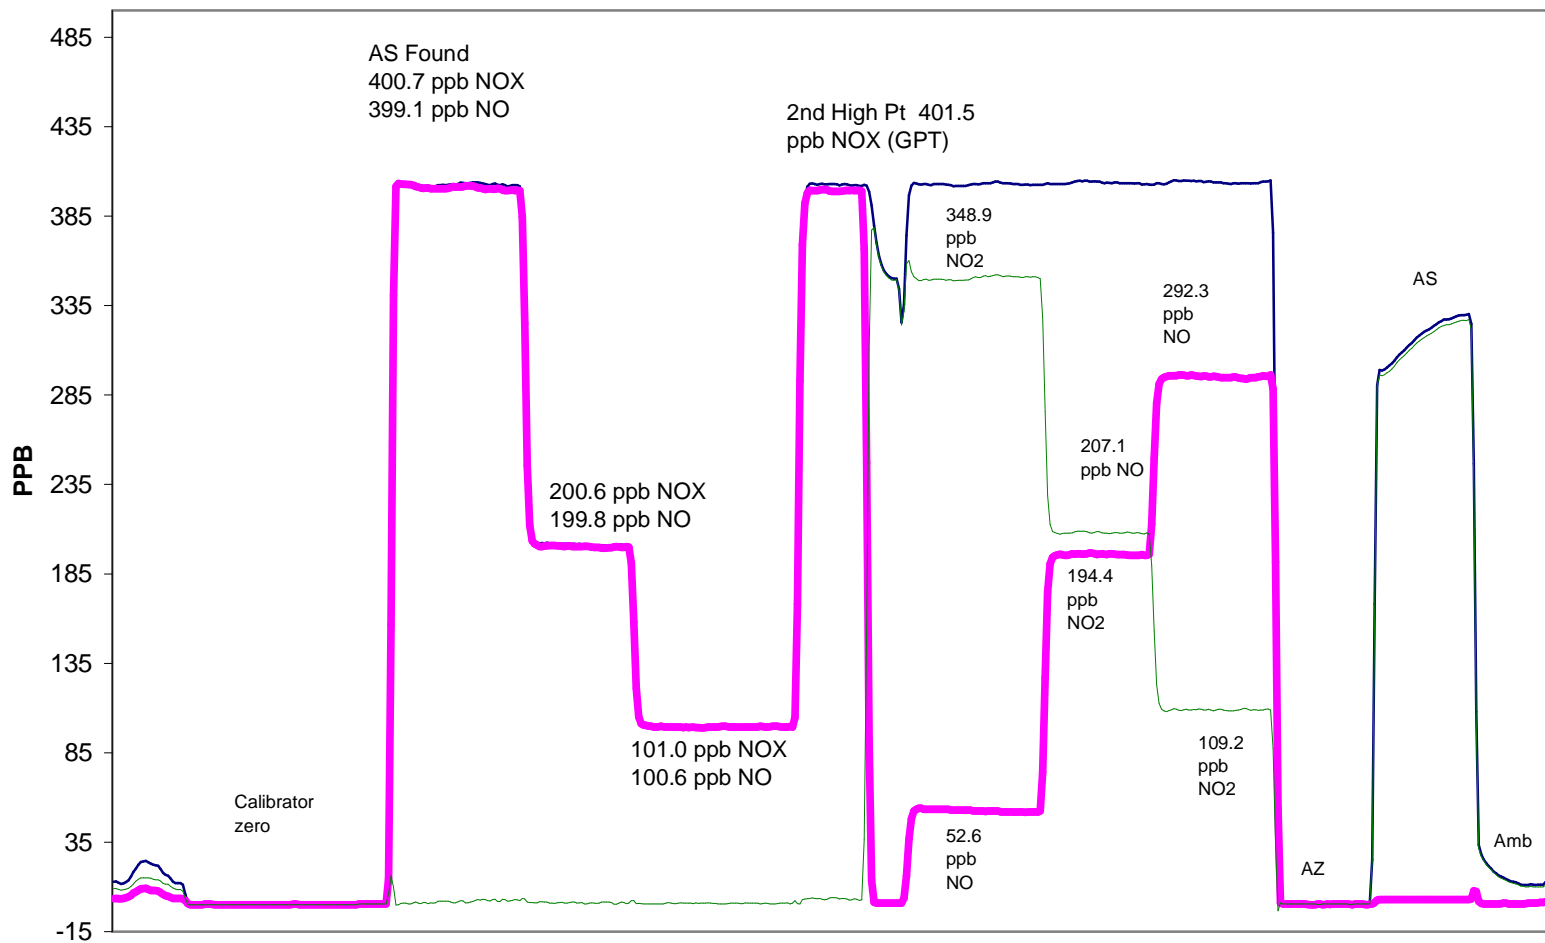 485
435
385
335
285
235
185
135
85
35
-15
PPB
AS Found
400.7 ppb NOX
399.1 ppb NO
200.6 ppb NOX
199.8 ppb NO
101.0 ppb NOX
100.6 ppb NO
Calibrator
zero
2nd High Pt  401.5
ppb NOX (GPT)
348.9
ppb
NO2
52.6
ppb
NO
207.1
ppb NO
194.4
ppb
NO2
292.3
ppb
NO
109.2
ppb
NO2
AZ
AS
Amb